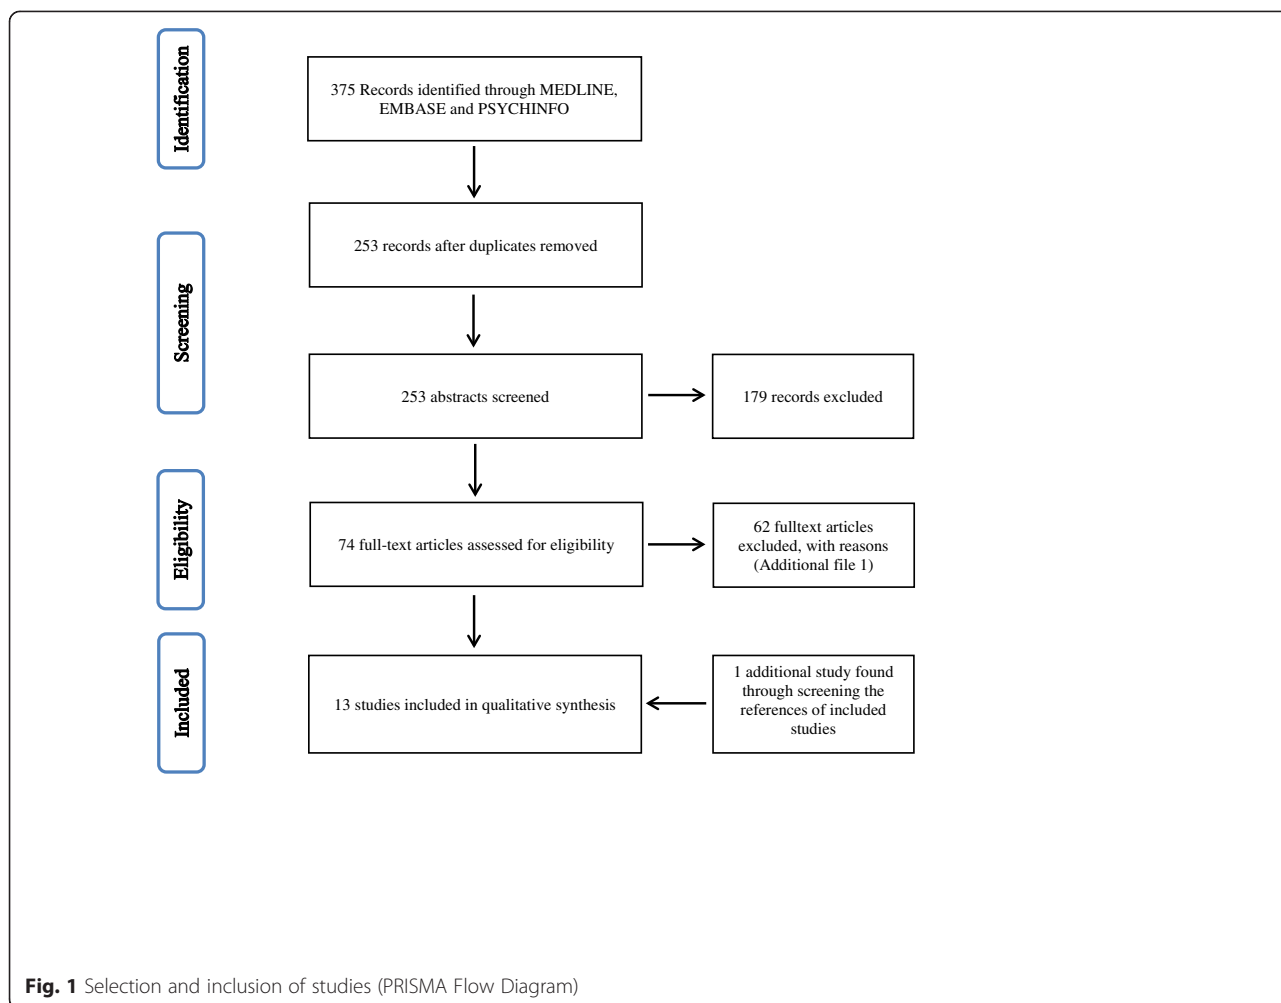 Identification
375 Records identified through MEDLINE,
EMBASE and PSYCHINFO
Screening
253 records after duplicates removed
253 abstracts screened
179 records excluded
Eligibility
74 full-text articles assessed for eligibility
62 fulltext articles
excluded, with reasons
(Additional file 1)
Included
13 studies included in qualitative synthesis
1 additional study found
through screening the
references of included
studies
Fig. 1 Selection and inclusion of studies (PRISMA Flow Diagram)